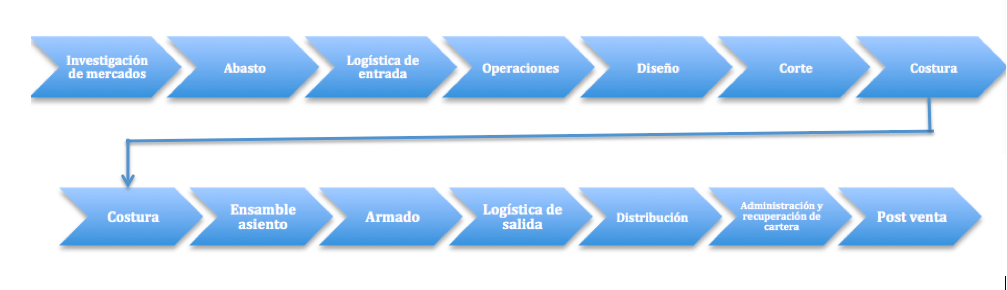 Investigación
de mercados
Abasto
Logística de
entrada
Operaciones
Diseño
Corte
Costura
Costura
Ensamble
asiento
Armado
Logística de
salida
Distribución
Administración y
recuperación de
cartera
Post venta